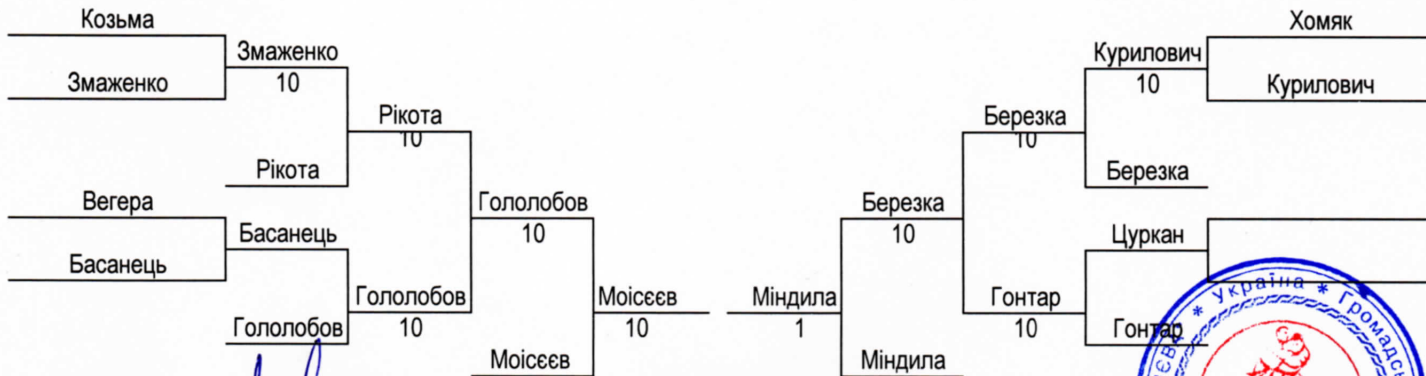 Козьма
Хомяк
Змаженко
Курилович
10
10
Змаженко
Курилович
Рікота
Березка
10
10
Рікота
Березка
Вегера
Гололобов
Березка
Басанець
10
10
Цуркан
Басанець
Гололобов
Моісєєв
Міндила
Гонтар
10
10
1
10
Гололобов
Гонтар
Моісєєв
Міндила
* Україна *